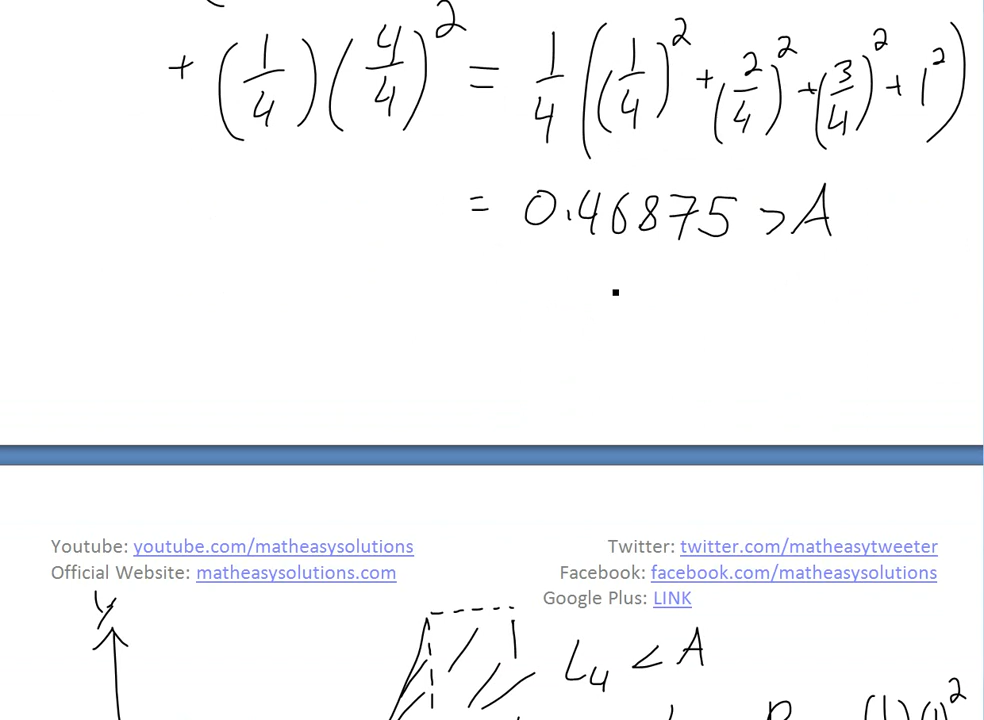 + (1/4)(4/4)² = 1/4((1/4)² + (2/4)² + (3/4)² + 1²)
= 0.46875 > A
Youtube: youtube.com/matheasysolutions Twitter: twitter.com/matheasytweeter
Official Website: matheasysolutions.com Facebook: facebook.com/matheasysolutions
Google Plus: LINK
y
L₄ < A